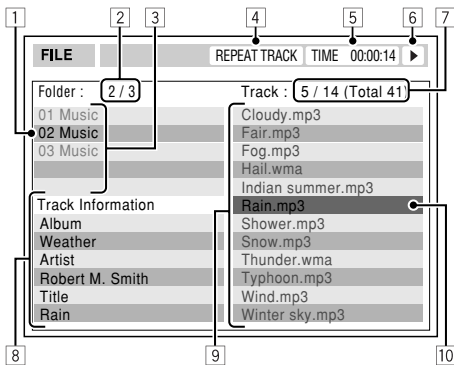 1 2 3 4 5 6 7
FILE REPEAT TRACK TIME 00:00:14
Folder : 2 / 3 Track : 5 / 14 (Total 41)
01 Music Cloudy.mp3
02 Music Fair.mp3
03 Music Fog.mp3
Hail.wma
Indian summer.mp3
Track Information Rain.mp3
Album Shower.mp3
Weather Snow.mp3
Artist Thunder.wma
Robert M. Smith Typhoon.mp3
Title Wind.mp3
Rain Winter sky.mp3
8 9 10